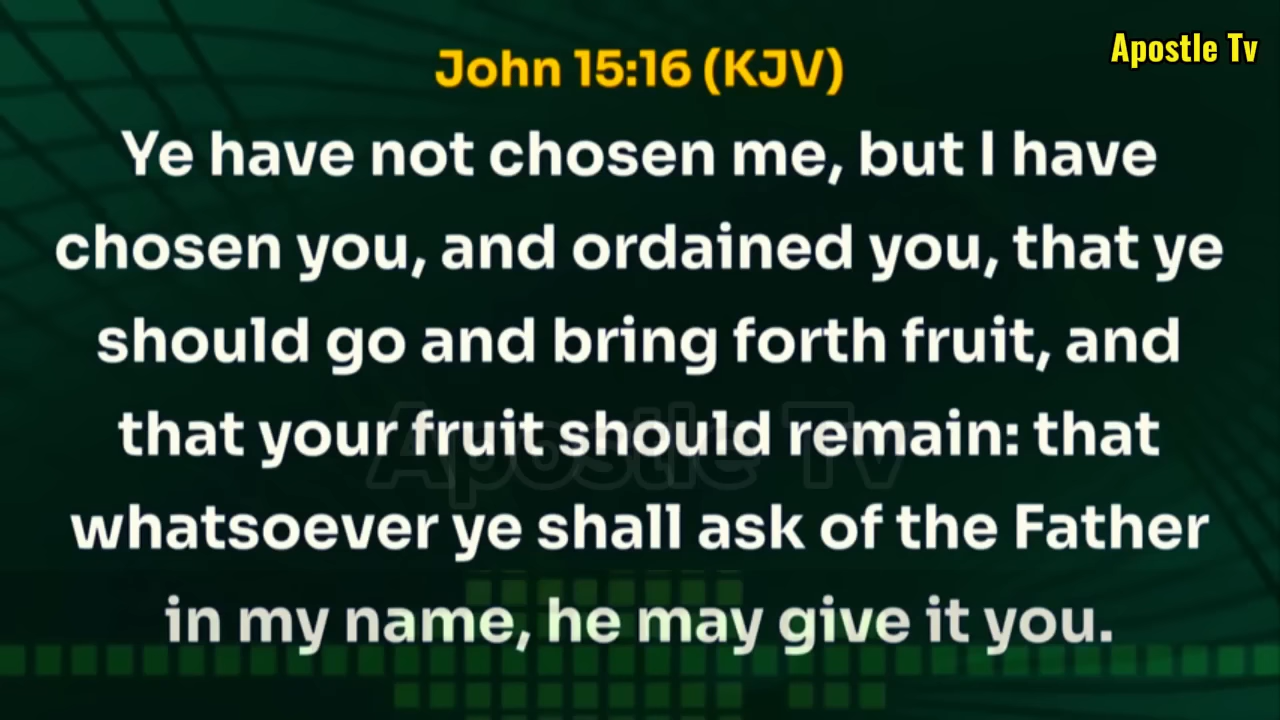 Apostle Tv
John 15:16 (KJV)
Ye have not chosen me, but I have
chosen you, and ordained you, that ye
should go and bring forth fruit, and
that your fruit should remain: that
Apostle Tv
whatsoever ye shall ask of the Father
in my name, he may give it you.